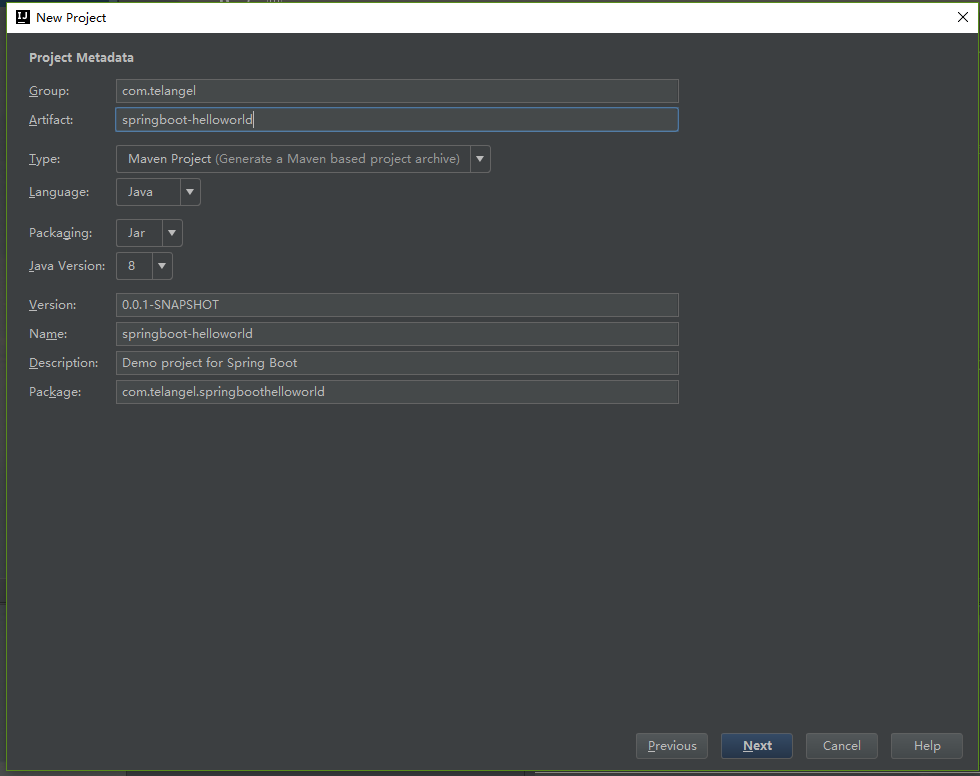 New Project
Project Metadata
Group: com.telangel
Artifact: springboot-helloworld
Type: Maven Project (Generate a Maven based project archive)
Language: Java
Packaging: Jar
Java Version: 8
Version: 0.0.1-SNAPSHOT
Name: springboot-helloworld
Description: Demo project for Spring Boot
Package: com.telangel.springboothelloworld
Previous Next Cancel Help